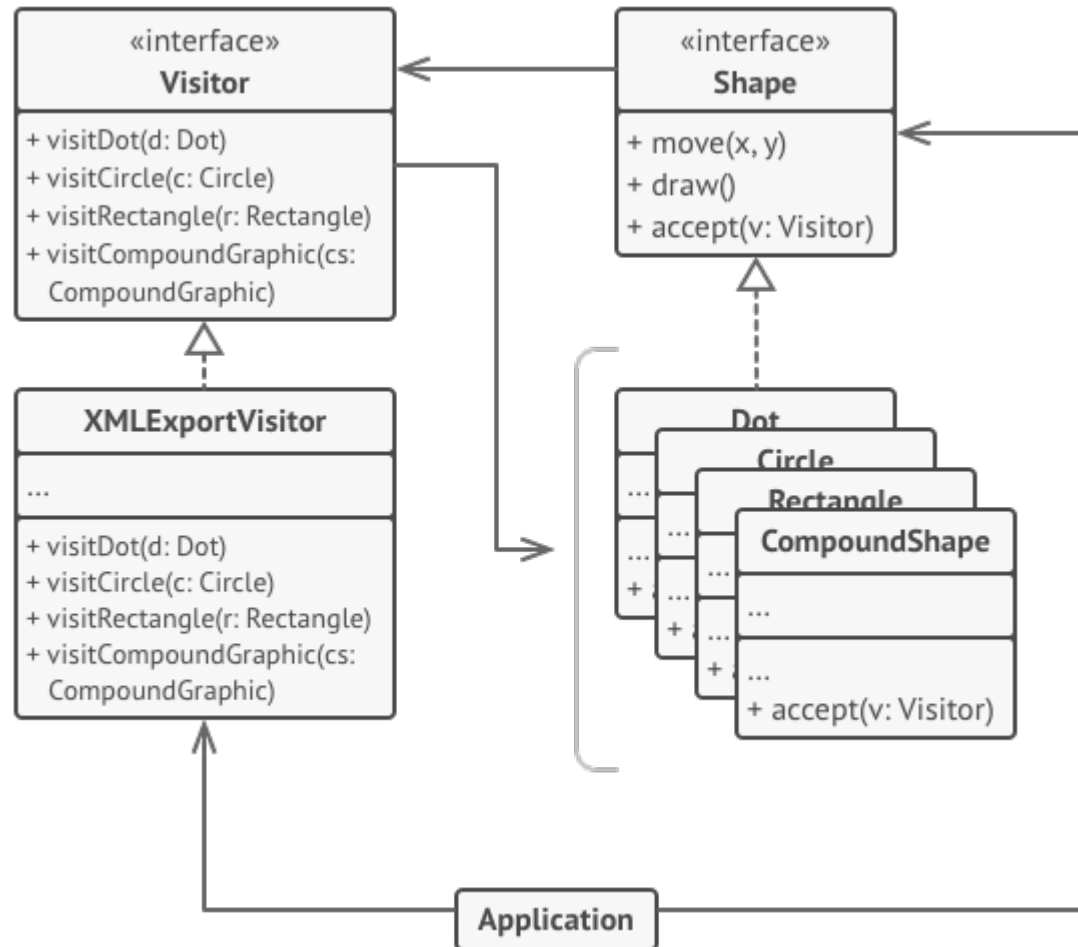 «interface»
Visitor
+ visitDot(d: Dot)
+ visitCircle(c: Circle)
+ visitRectangle(r: Rectangle)
+ visitCompoundGraphic(cs:
CompoundGraphic)
«interface»
Shape
+ move(x, y)
+ draw()
+ accept(v: Visitor)
XMLExportVisitor
...
+ visitDot(d: Dot)
+ visitCircle(c: Circle)
+ visitRectangle(r: Rectangle)
+ visitCompoundGraphic(cs:
CompoundGraphic)
Dot
...
...
+
Circle
...
...
+
Rectangle
...
...
+
CompoundShape
...
...
+ accept(v: Visitor)
Application